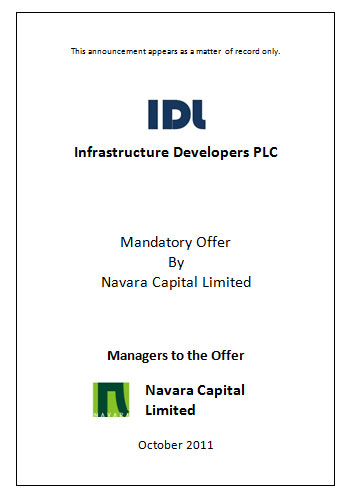 This announcement appears as a matter of record only.
IDL
Infrastructure Developers PLC
Mandatory Offer
By
Navara Capital Limited
Managers to the Offer
NAVARA
Navara Capital
Limited
October 2011